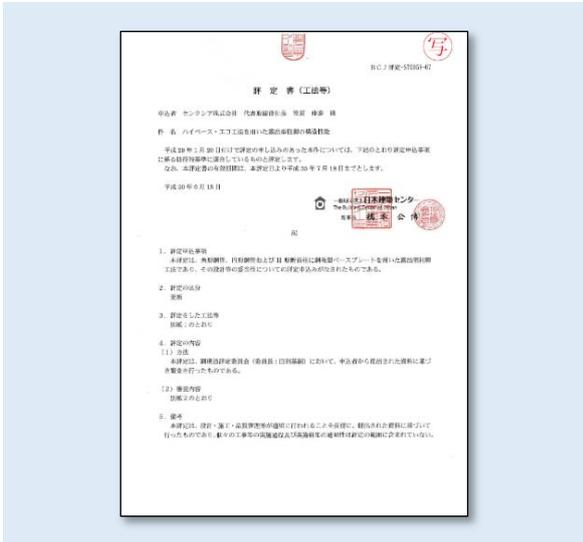 写
BCJ評定-ST0151-07
評 定 書（工法等）
申込者 センクシア株式会社 代表取締役社長
件 名 ハイベース・エコ工法を用いた露出型柱脚の構造性能
平成 年1月20日付けで評定の申し込みのあった本件については、下記のとおり評定申込事項
に係る技術的基準に適合しているものと評定します。
なお、本評定書の有効期間は、本評定日より平成35年7月18日までとします。
平成30年6月15日
一般財団法人 日本建築センター
The Building Center of Japan
理事長 橋本 公博
記
1．評定申込事項
本評定は、角形鋼管、円形鋼管およびH形断面柱に ベースプレートを用いた露出型柱脚
工法であり、その設計等の妥当性についての評定申込みがなされたものである。
2．評定の区分
更新
3．評定をした工法等
別紙1のとおり
4．評定の内容
（1）方法
本評定は、鋼構造評定委員会（委員長： ）において、申込者から提出された資料に基づ
き審査を行ったものである。
（2）審査内容
別紙2のとおり
5．備考
本評定は、設計・施工・品質管理等が適切に行われることを前提に、提出された資料に基づいて
行ったものであり、個々の工事等の実施過程及び実施結果の適切性は評定の範囲に含まれていない。